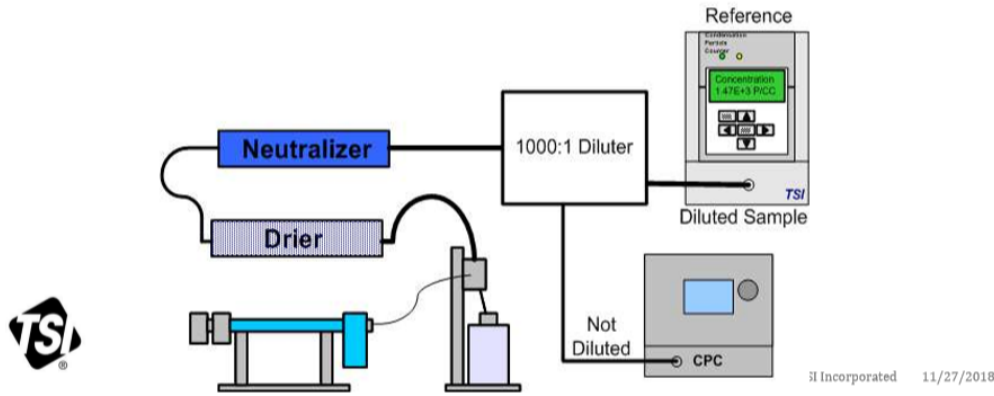 Reference
Condensation
Particle
Counter
Concentration
1.47E+3 P/CC
TSI
Diluted Sample
1000:1 Diluter
Neutralizer
Drier
Not
Diluted
CPC
TSI
®
SI Incorporated 11/27/2018